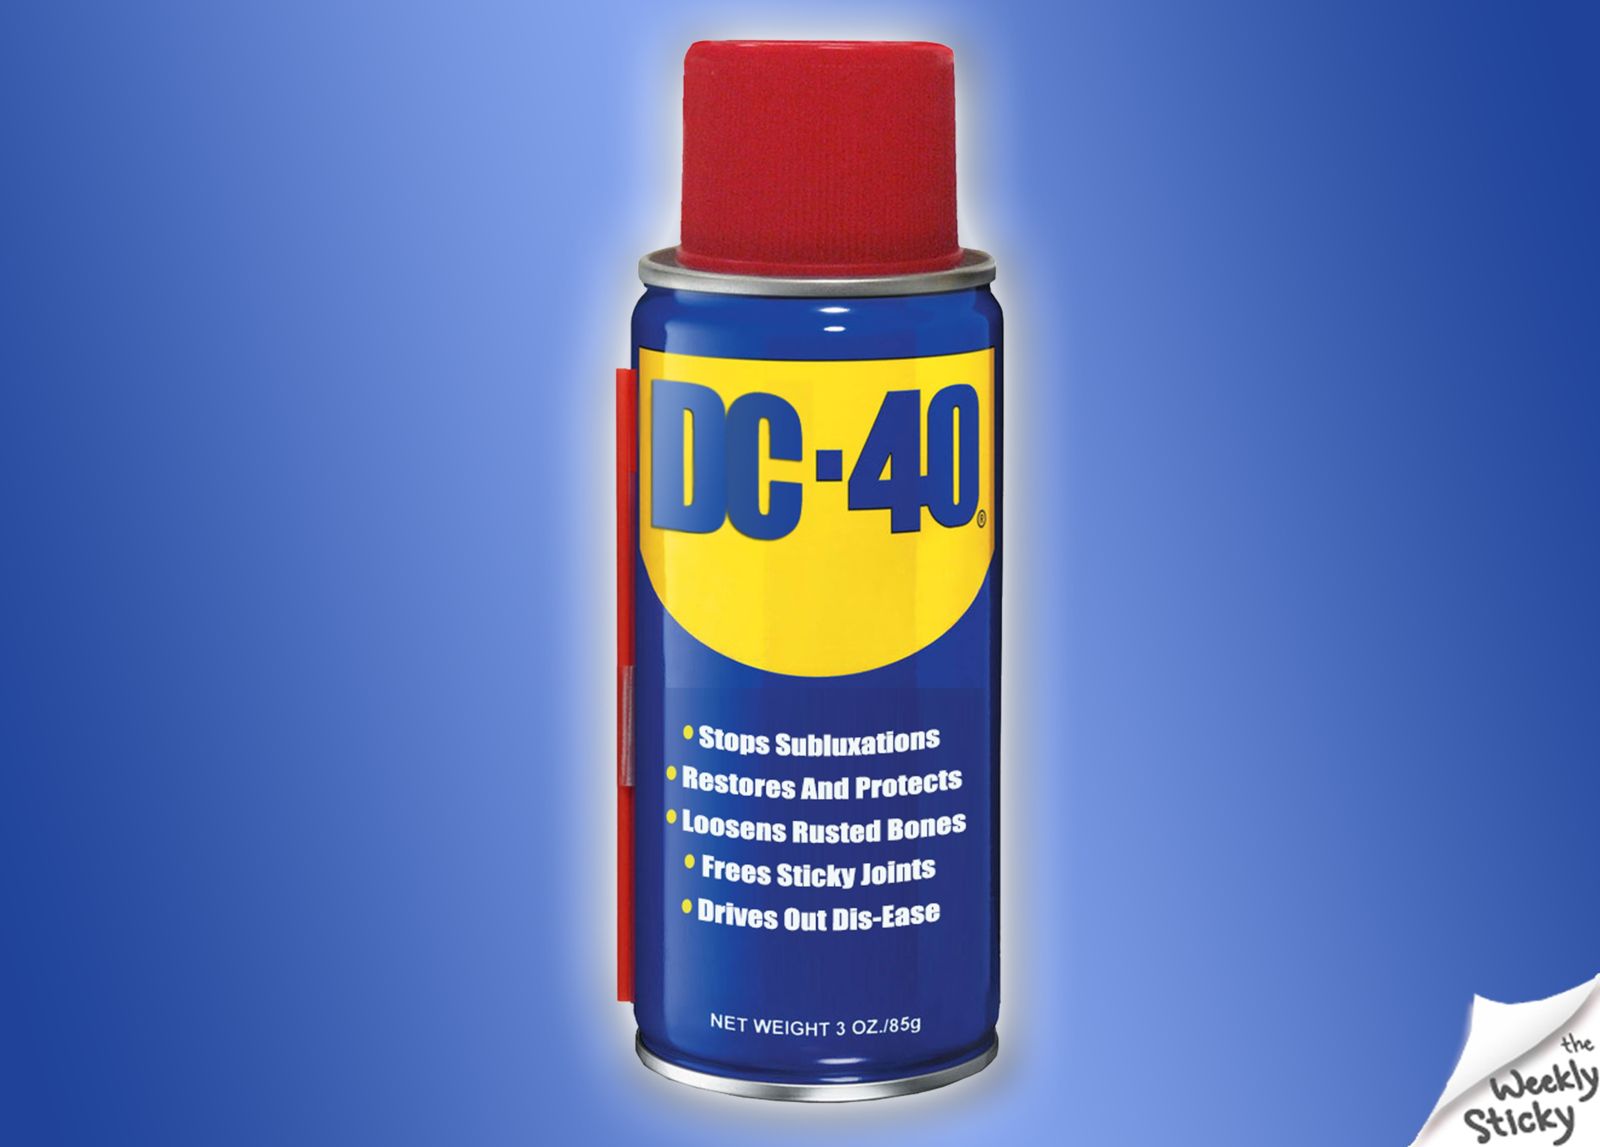 DC-40®
• Stops Subluxations
• Restores And Protects
• Loosens Rusted Bones
• Frees Sticky Joints
• Drives Out Dis-Ease
NET WEIGHT 3 OZ./85g
the
Weekly
Sticky